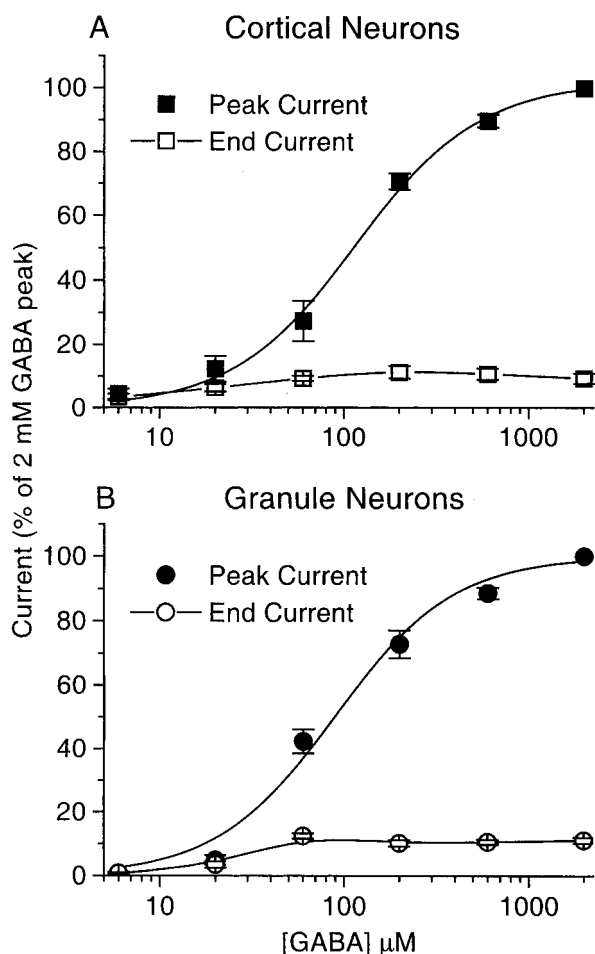 A Cortical Neurons
Peak Current
End Current
100
80
60
40
20
0
10 100 1000
Current (% of 2 mM GABA peak)
B Granule Neurons
Peak Current
End Current
100
80
60
40
20
0
10 100 1000
[GABA] μM